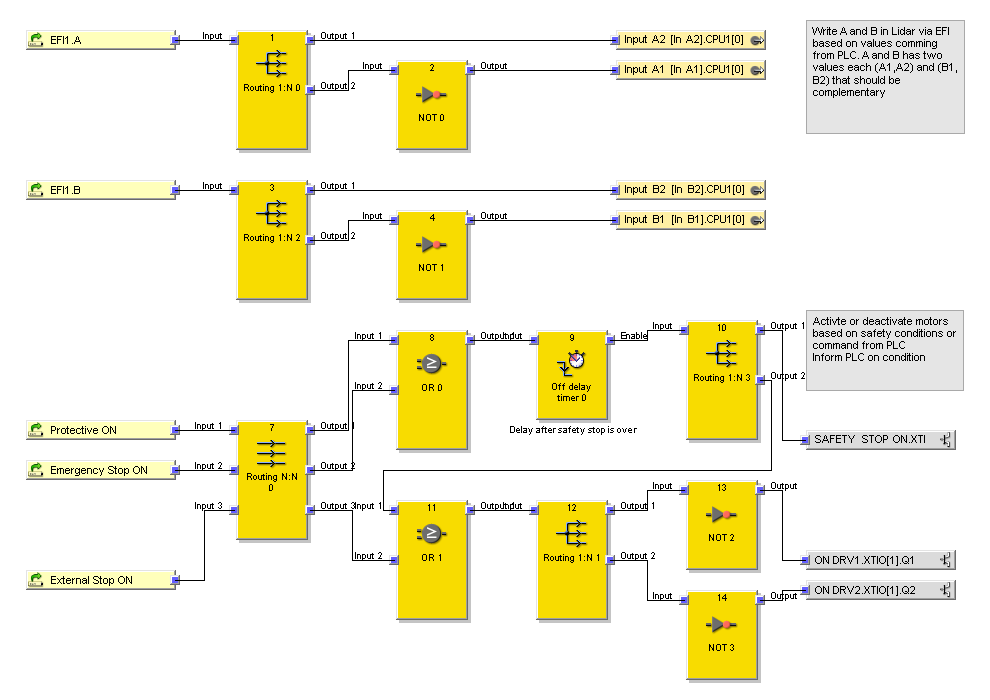 EFI1.A
Input
1
Routing 1:N 0
Output 1
Output 2
Input
2
NOT 0
Output
Input A2 [In A2].CPU1[0]
Input A1 [In A1].CPU1[0]
Write A and B in Lidar via EFI
based on values comming
from PLC. A and B has two
values each (A1,A2) and (B1,
B2) that should be
complementary
EFI1.B
Input
3
Routing 1:N 2
Output 1
Output 2
Input
4
NOT 1
Output
Input B2 [In B2].CPU1[0]
Input B1 [In B1].CPU1[0]
Activte or deactivate motors
based on safety conditions or
command from PLC
Inform PLC on condition
Input 1
Input 2
8
OR 0
Output
Input
9
Off delay
timer 0
Enable
Delay after safety stop is over
Input
10
Routing 1:N 3
Output 1
Output 2
SAFETY STOP ON.XTI
Protective ON
Emergency Stop ON
External Stop ON
Input 1
Input 2
Input 3
7
Routing N:N
0
Output 1
Output 2
Output 3
Input 1
Input 2
11
OR 1
Output
Input
12
Routing 1:N 1
Output 1
Output 2
Input
13
NOT 2
Output
ON DRV1.XTIO[1].Q1
Input
14
NOT 3
Output
ON DRV2.XTIO[1].Q2